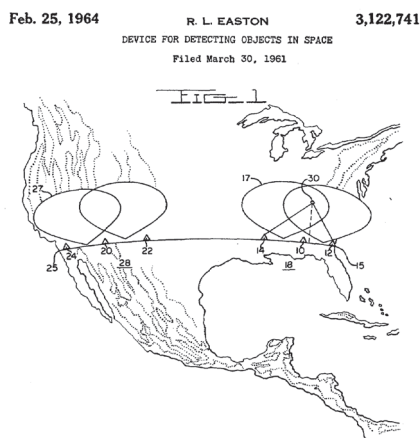 Feb. 25, 1964
R. L. EASTON
3,122,741
DEVICE FOR DETECTING OBJECTS IN SPACE
Filed March 30, 1961
FIG-1
27
17
30
14
10
12
20
22
24
25
28
18
15